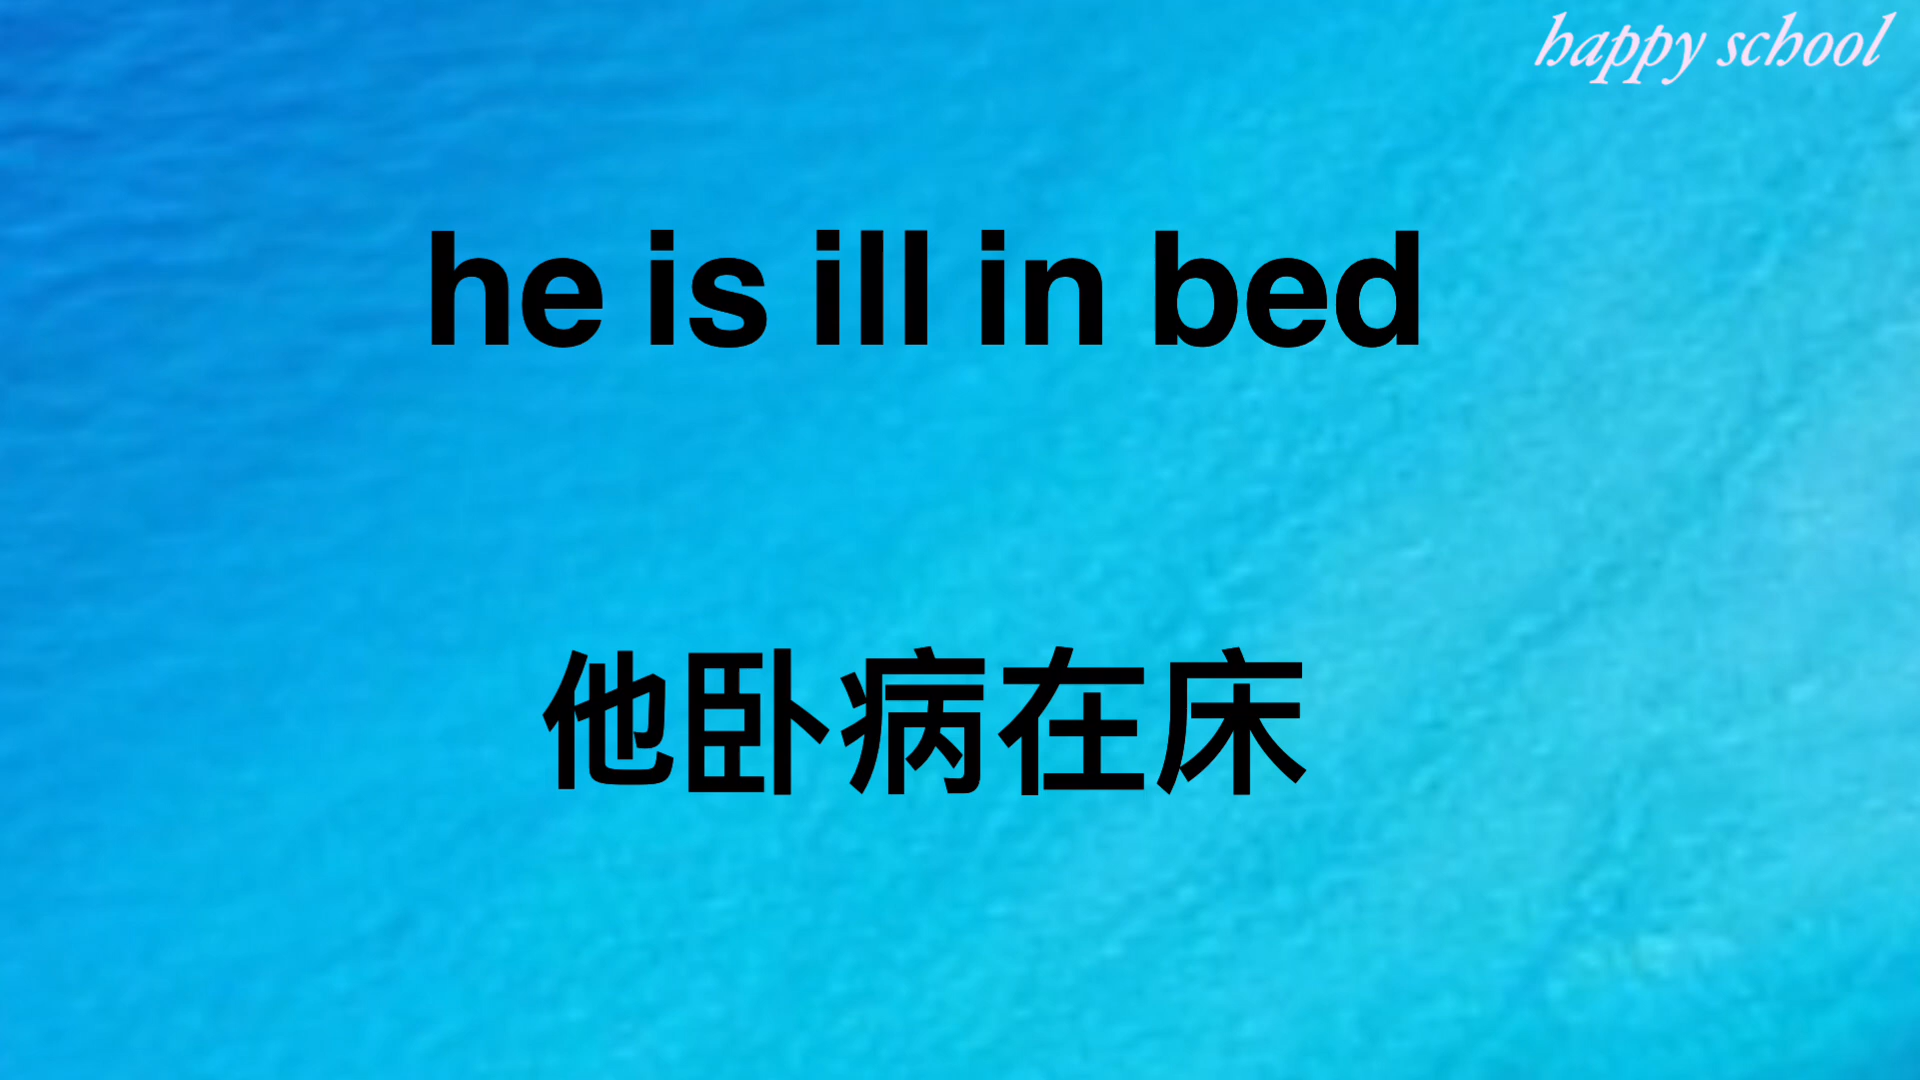 happy school
he is ill in bed
他卧病在床